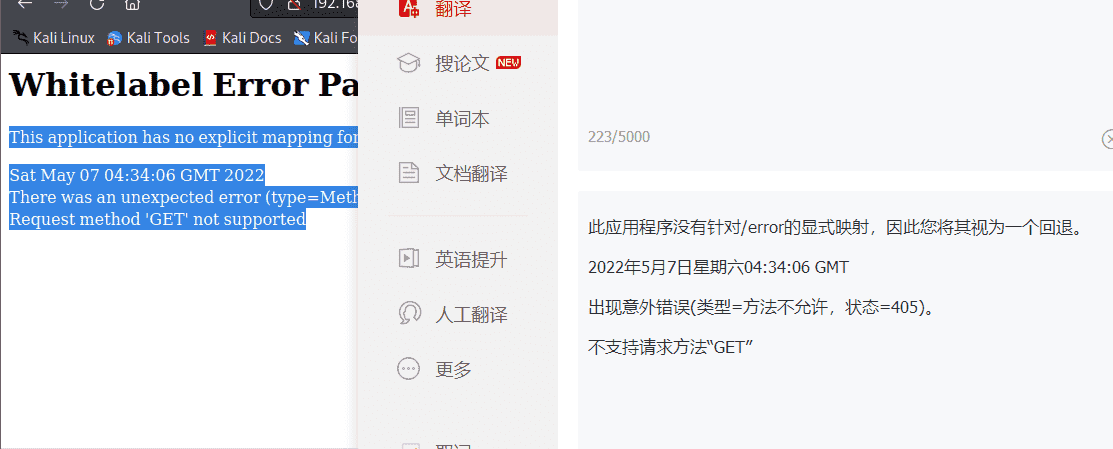 192.168
Kali Linux Kali Tools Kali Docs Kali Fo
Whitelabel Error Pa
This application has no explicit mapping for
Sat May 07 04:34:06 GMT 2022
There was an unexpected error (type=Meth
Request method 'GET' not supported
翻译
搜论文 NEW
单词本
文档翻译
英语提升
人工翻译
更多
223/5000
此应用程序没有针对/error的显式映射，因此您将其视为一个回退。
2022年5月7日星期六04:34:06 GMT
出现意外错误(类型=方法不允许，状态=405)。
不支持请求方法“GET”